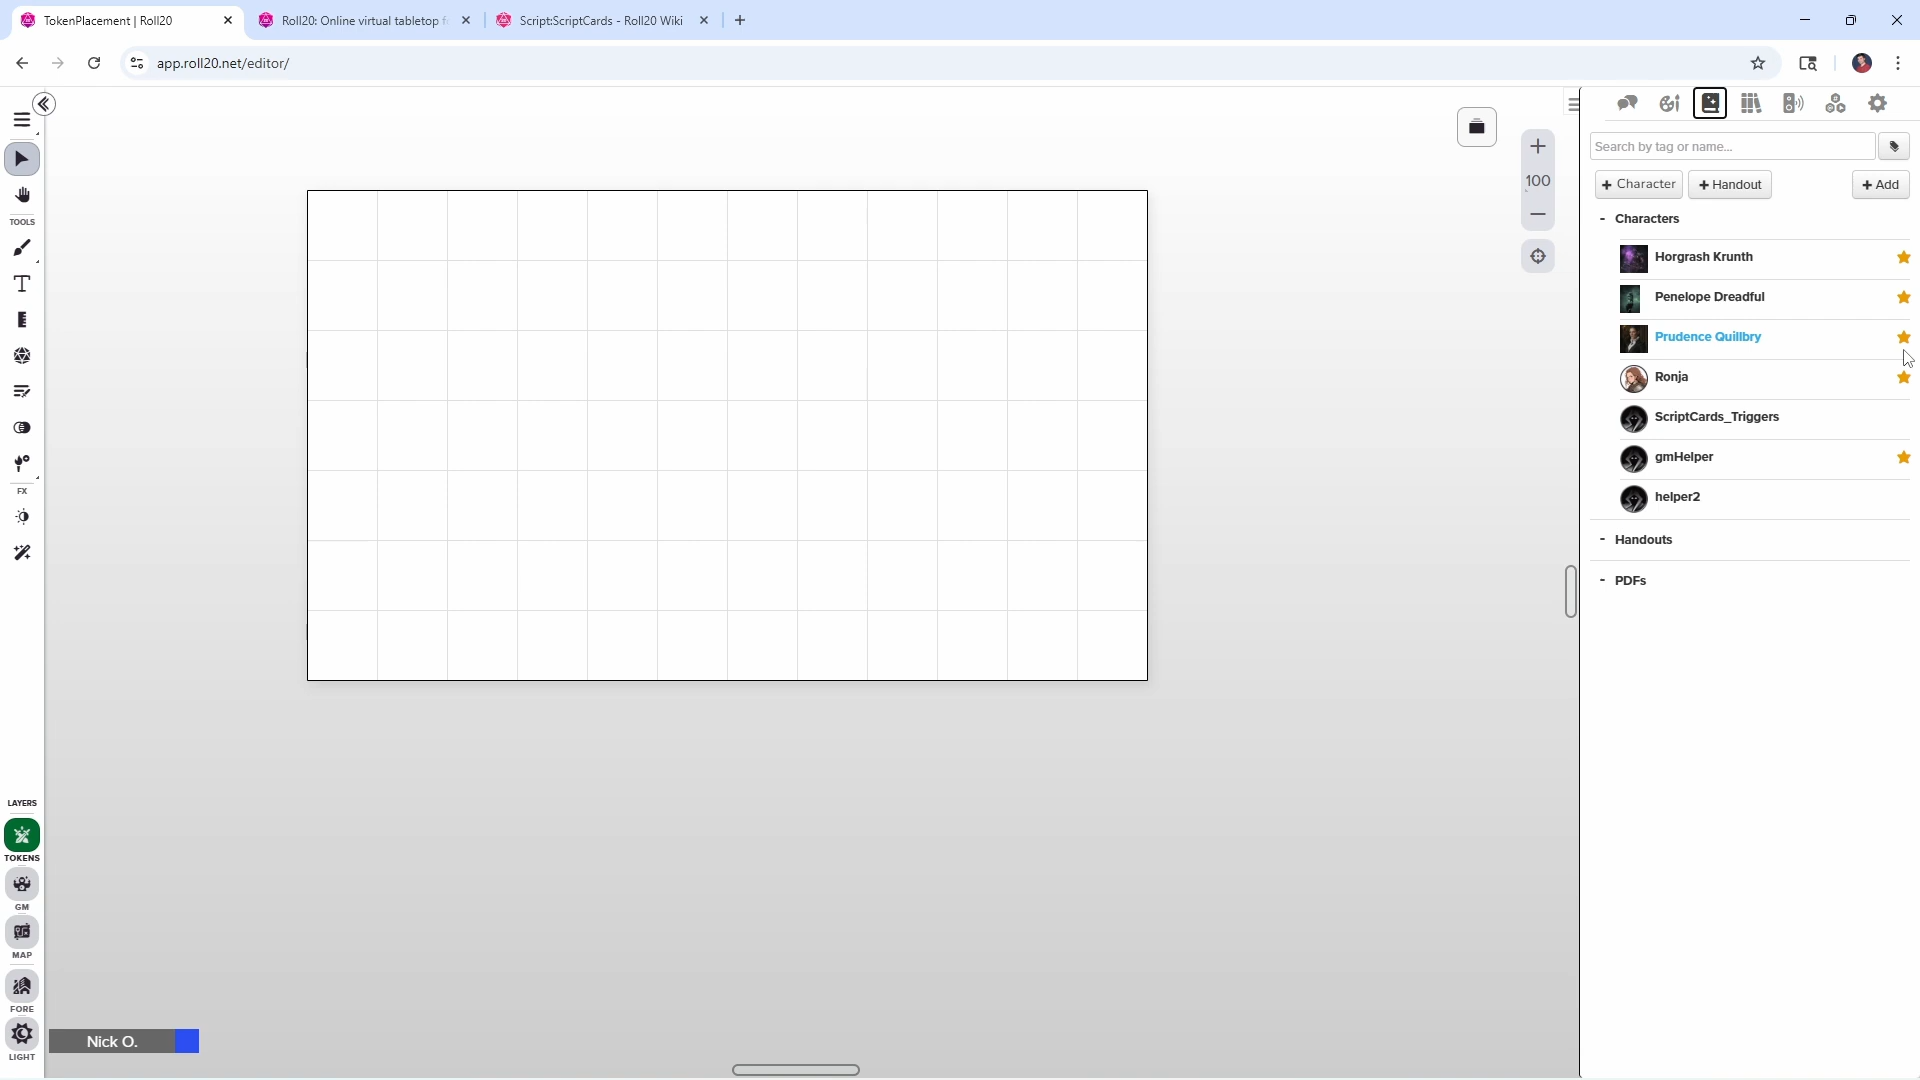 TokenPlacement | Roll20
Roll20: Online virtual tabletop f
Script:ScriptCards - Roll20 Wiki
app.roll20.net/editor/
TOOLS
FX
LAYERS
TOKENS
GM
MAP
FORE
LIGHT
Nick O.
100
Search by tag or name...
+ Character
+ Handout
+ Add
- Characters
Horgrash Krunth
Penelope Dreadful
Prudence Quillbry
Ronja
ScriptCards_Triggers
gmHelper
helper2
- Handouts
- PDFs